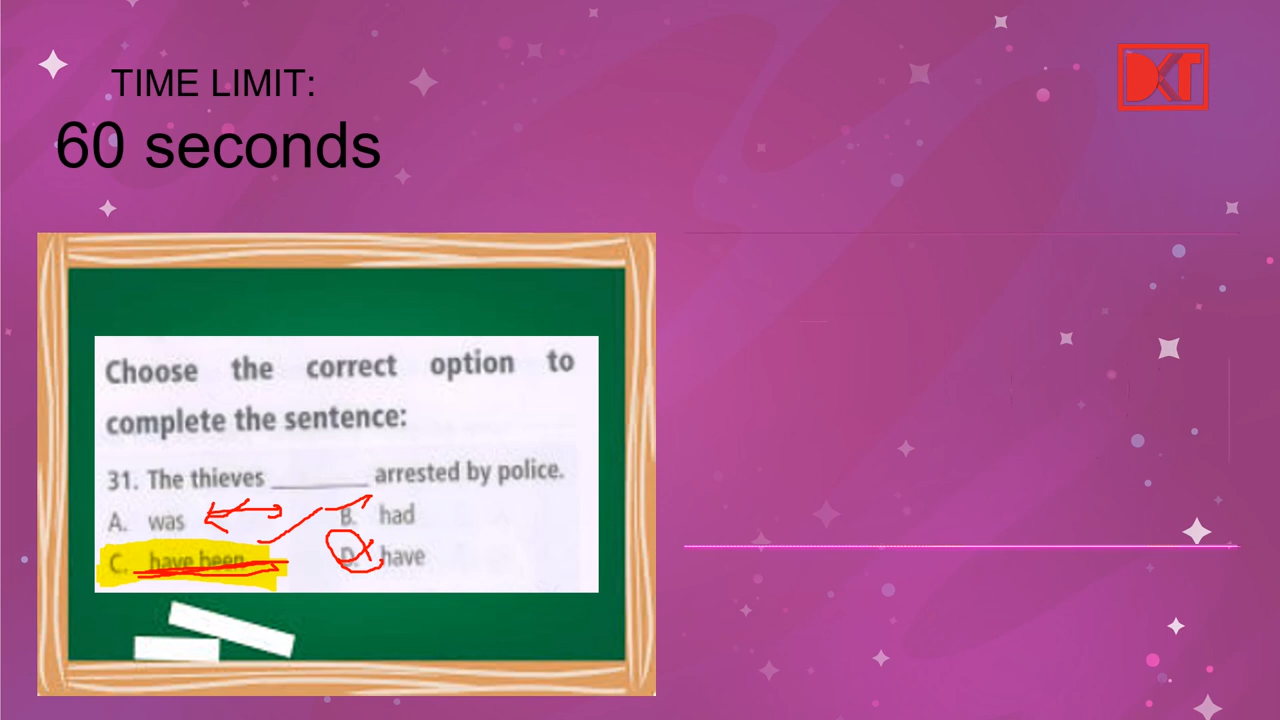 TIME LIMIT:
60 seconds
DKT
Choose the correct option to
complete the sentence:
31. The thieves ________ arrested by police.
A. was B. had
C. have been D. have